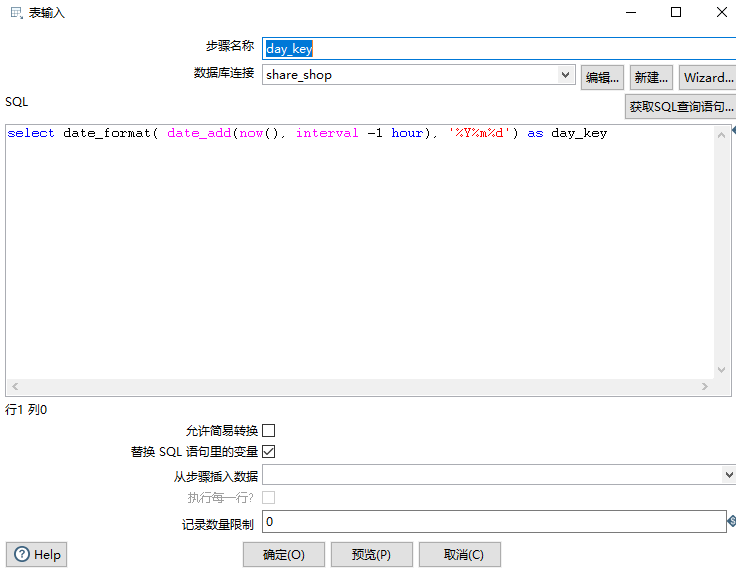 表输入
步骤名称 day_key
数据库连接 share_shop 编辑... 新建... Wizard...
SQL 获取SQL查询语句...
select date_format( date_add(now(), interval -1 hour), '%Y%m%d') as day_key
行1 列0
允许简易转换
替换 SQL 语句里的变量
从步骤插入数据
执行每一行?
记录数量限制 0
Help 确定(O) 预览(P) 取消(C)